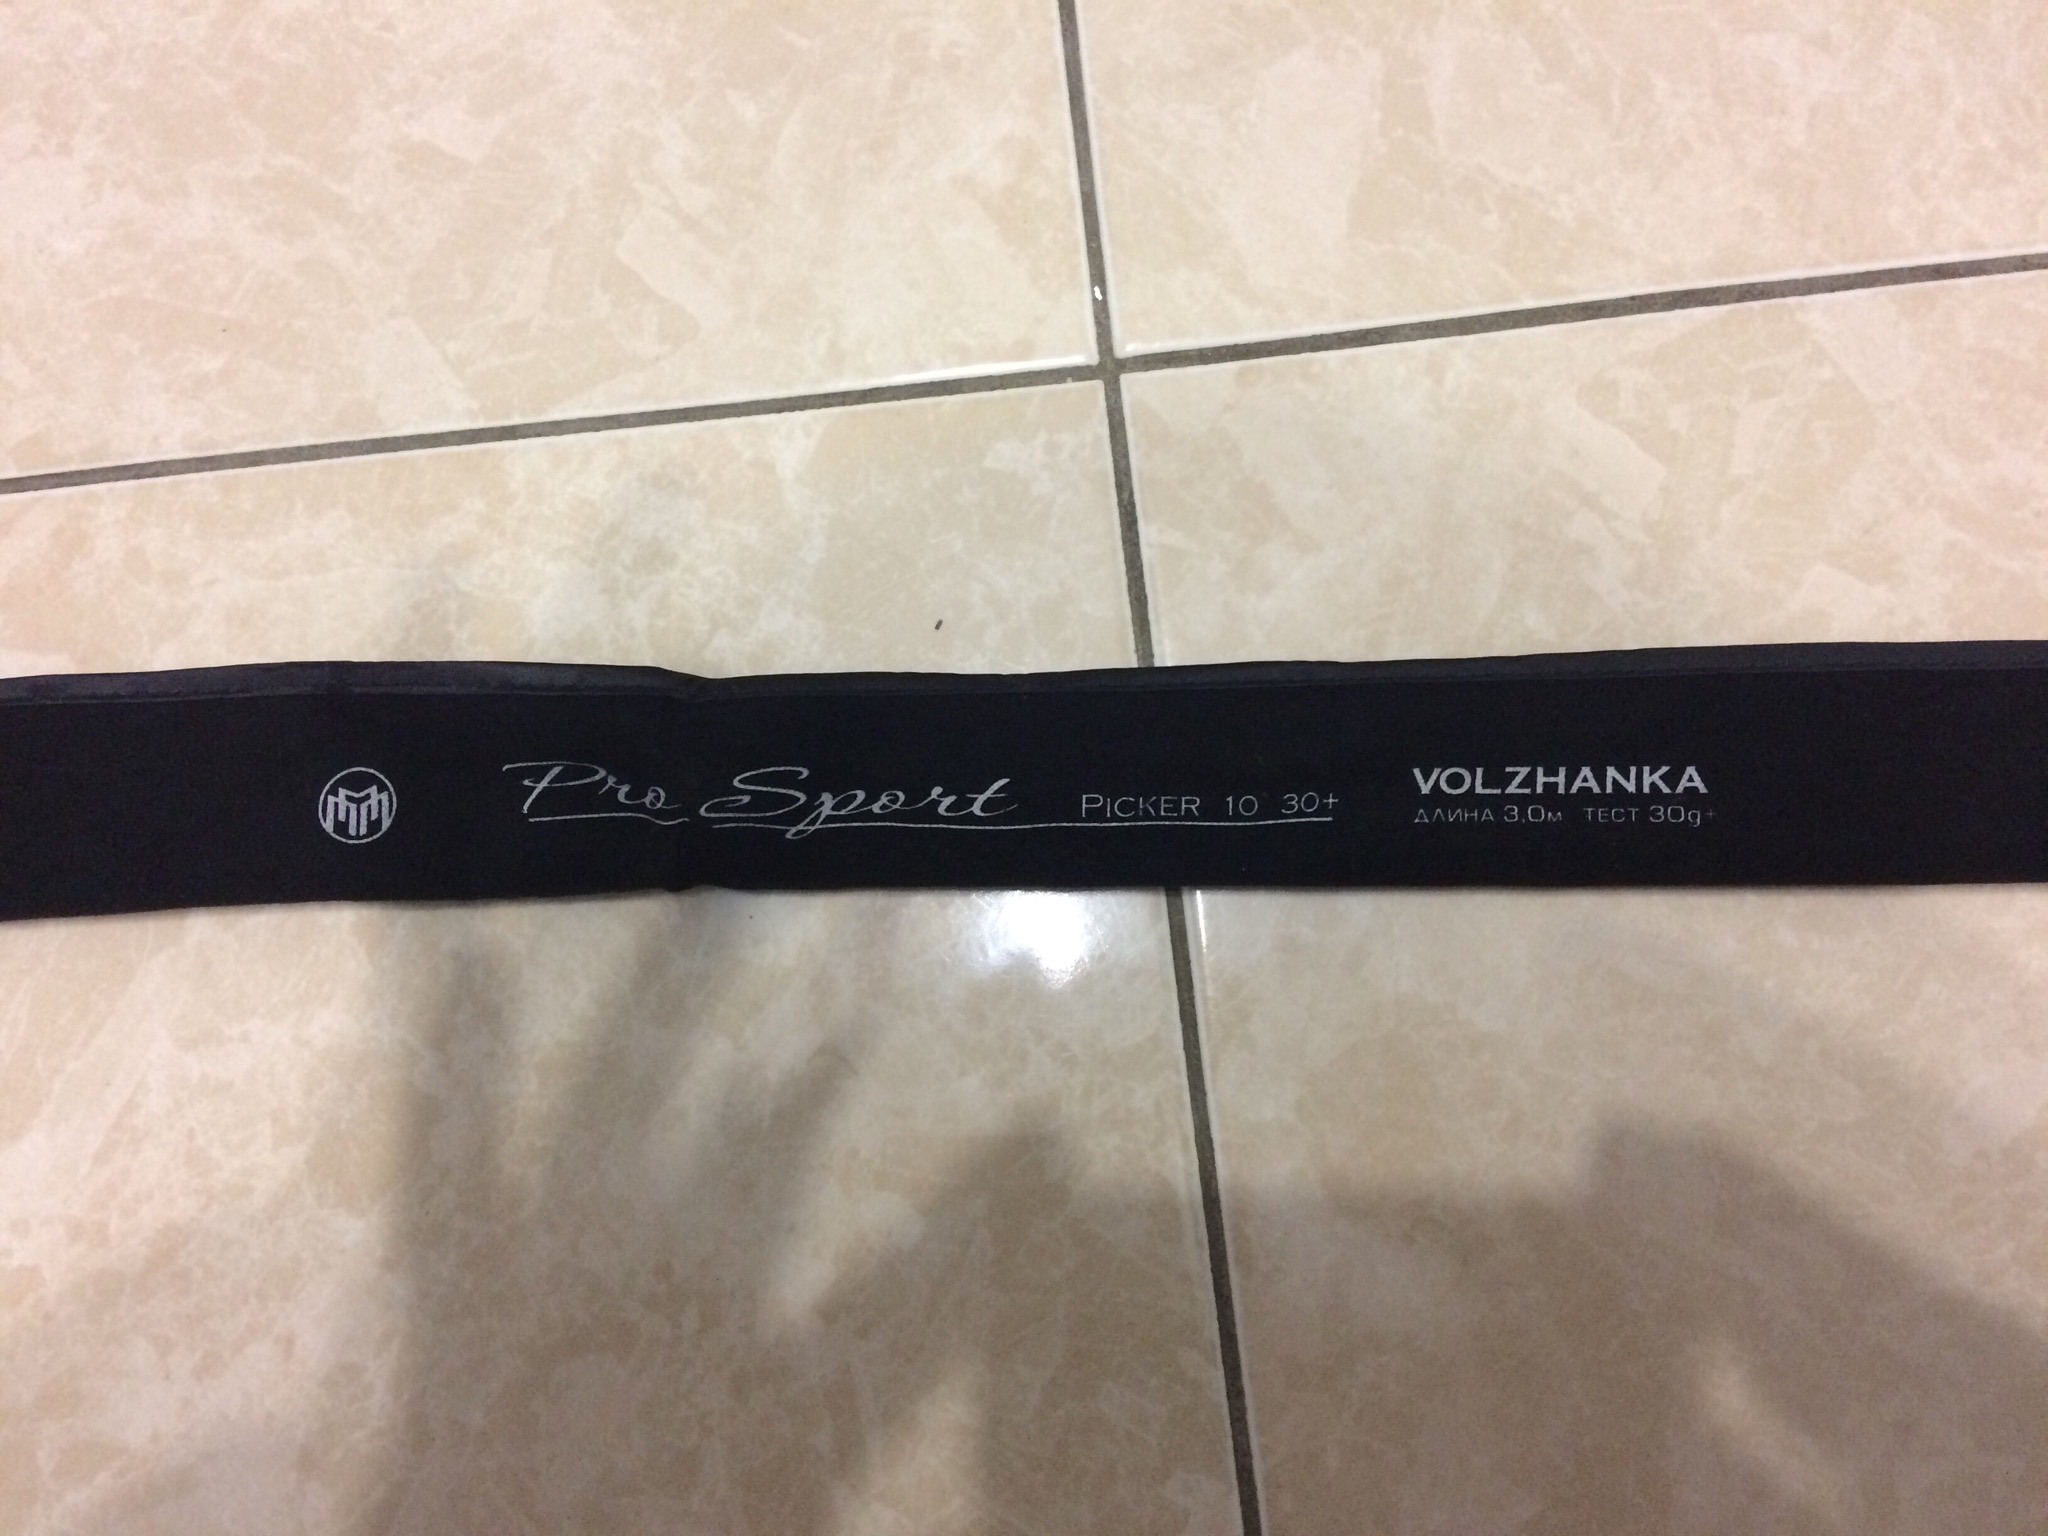 Pro Sport PICKER 10' 30+
VOLZHANKA
ДЛИНА 3,0м ТЕСТ 30g+